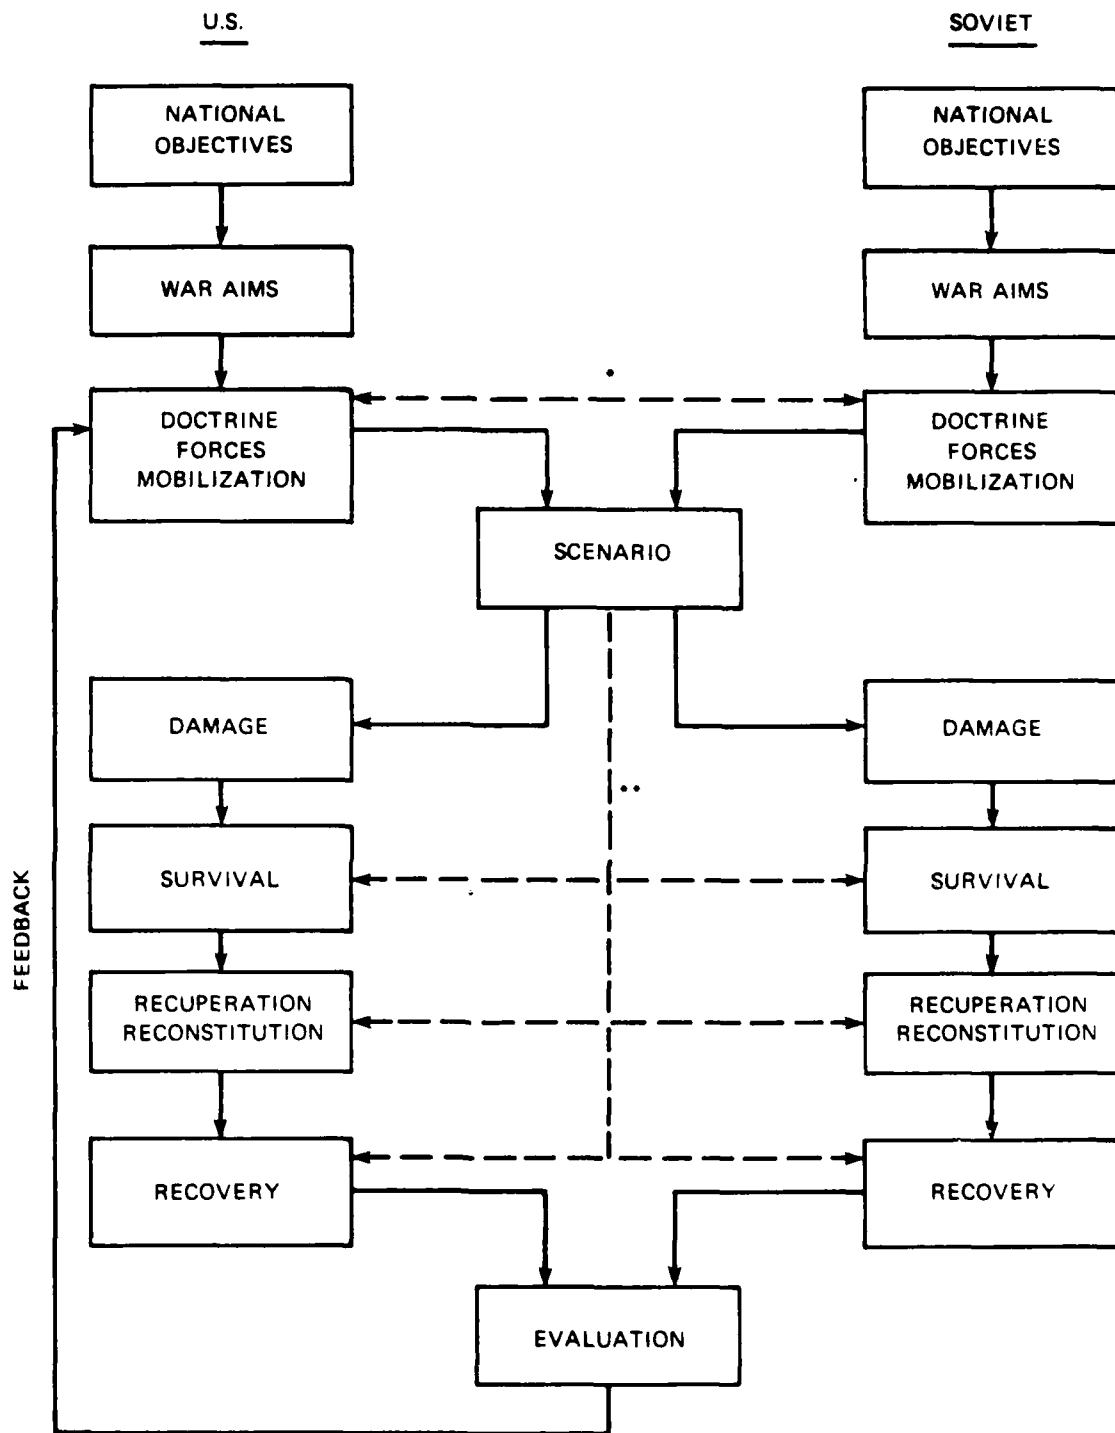 U.S.
SOVIET
NATIONAL
OBJECTIVES
NATIONAL
OBJECTIVES
WAR AIMS
WAR AIMS
*
DOCTRINE
FORCES
MOBILIZATION
DOCTRINE
FORCES
MOBILIZATION
SCENARIO
DAMAGE
DAMAGE
**
SURVIVAL
SURVIVAL
FEEDBACK
RECUPERATION
RECONSTITUTION
RECUPERATION
RECONSTITUTION
RECOVERY
RECOVERY
EVALUATION